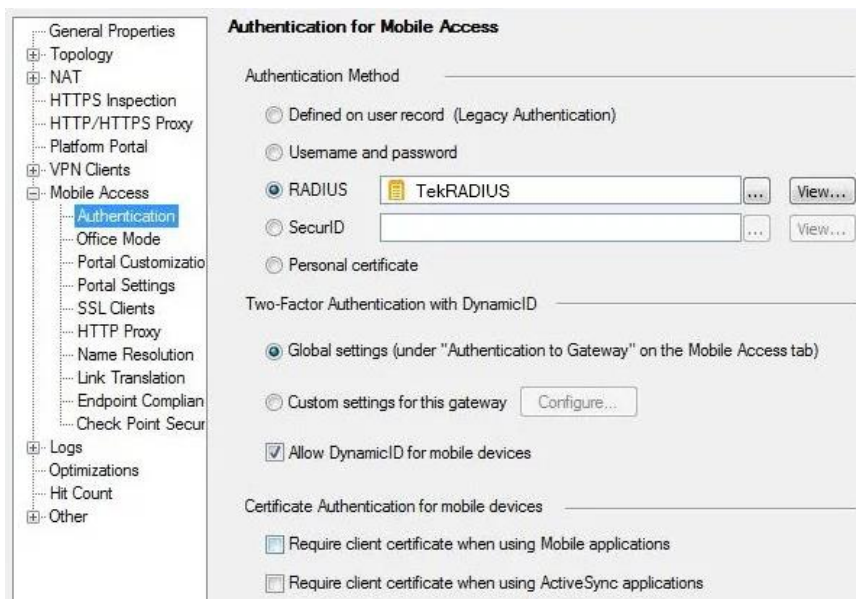 General Properties
Topology
NAT
HTTPS Inspection
HTTP/HTTPS Proxy
Platform Portal
VPN Clients
Mobile Access
Authentication
Office Mode
Portal Customizatio
Portal Settings
SSL Clients
HTTP Proxy
Name Resolution
Link Translation
Endpoint Complian
Check Point Secur
Logs
Optimizations
Hit Count
Other
Authentication for Mobile Access
Authentication Method
Defined on user record (Legacy Authentication)
Username and password
RADIUS TekRADIUS ... View...
SecurID ... View...
Personal certificate
Two-Factor Authentication with DynamicID
Global settings (under "Authentication to Gateway" on the Mobile Access tab)
Custom settings for this gateway Configure...
Allow DynamicID for mobile devices
Certificate Authentication for mobile devices
Require client certificate when using Mobile applications
Require client certificate when using ActiveSync applications